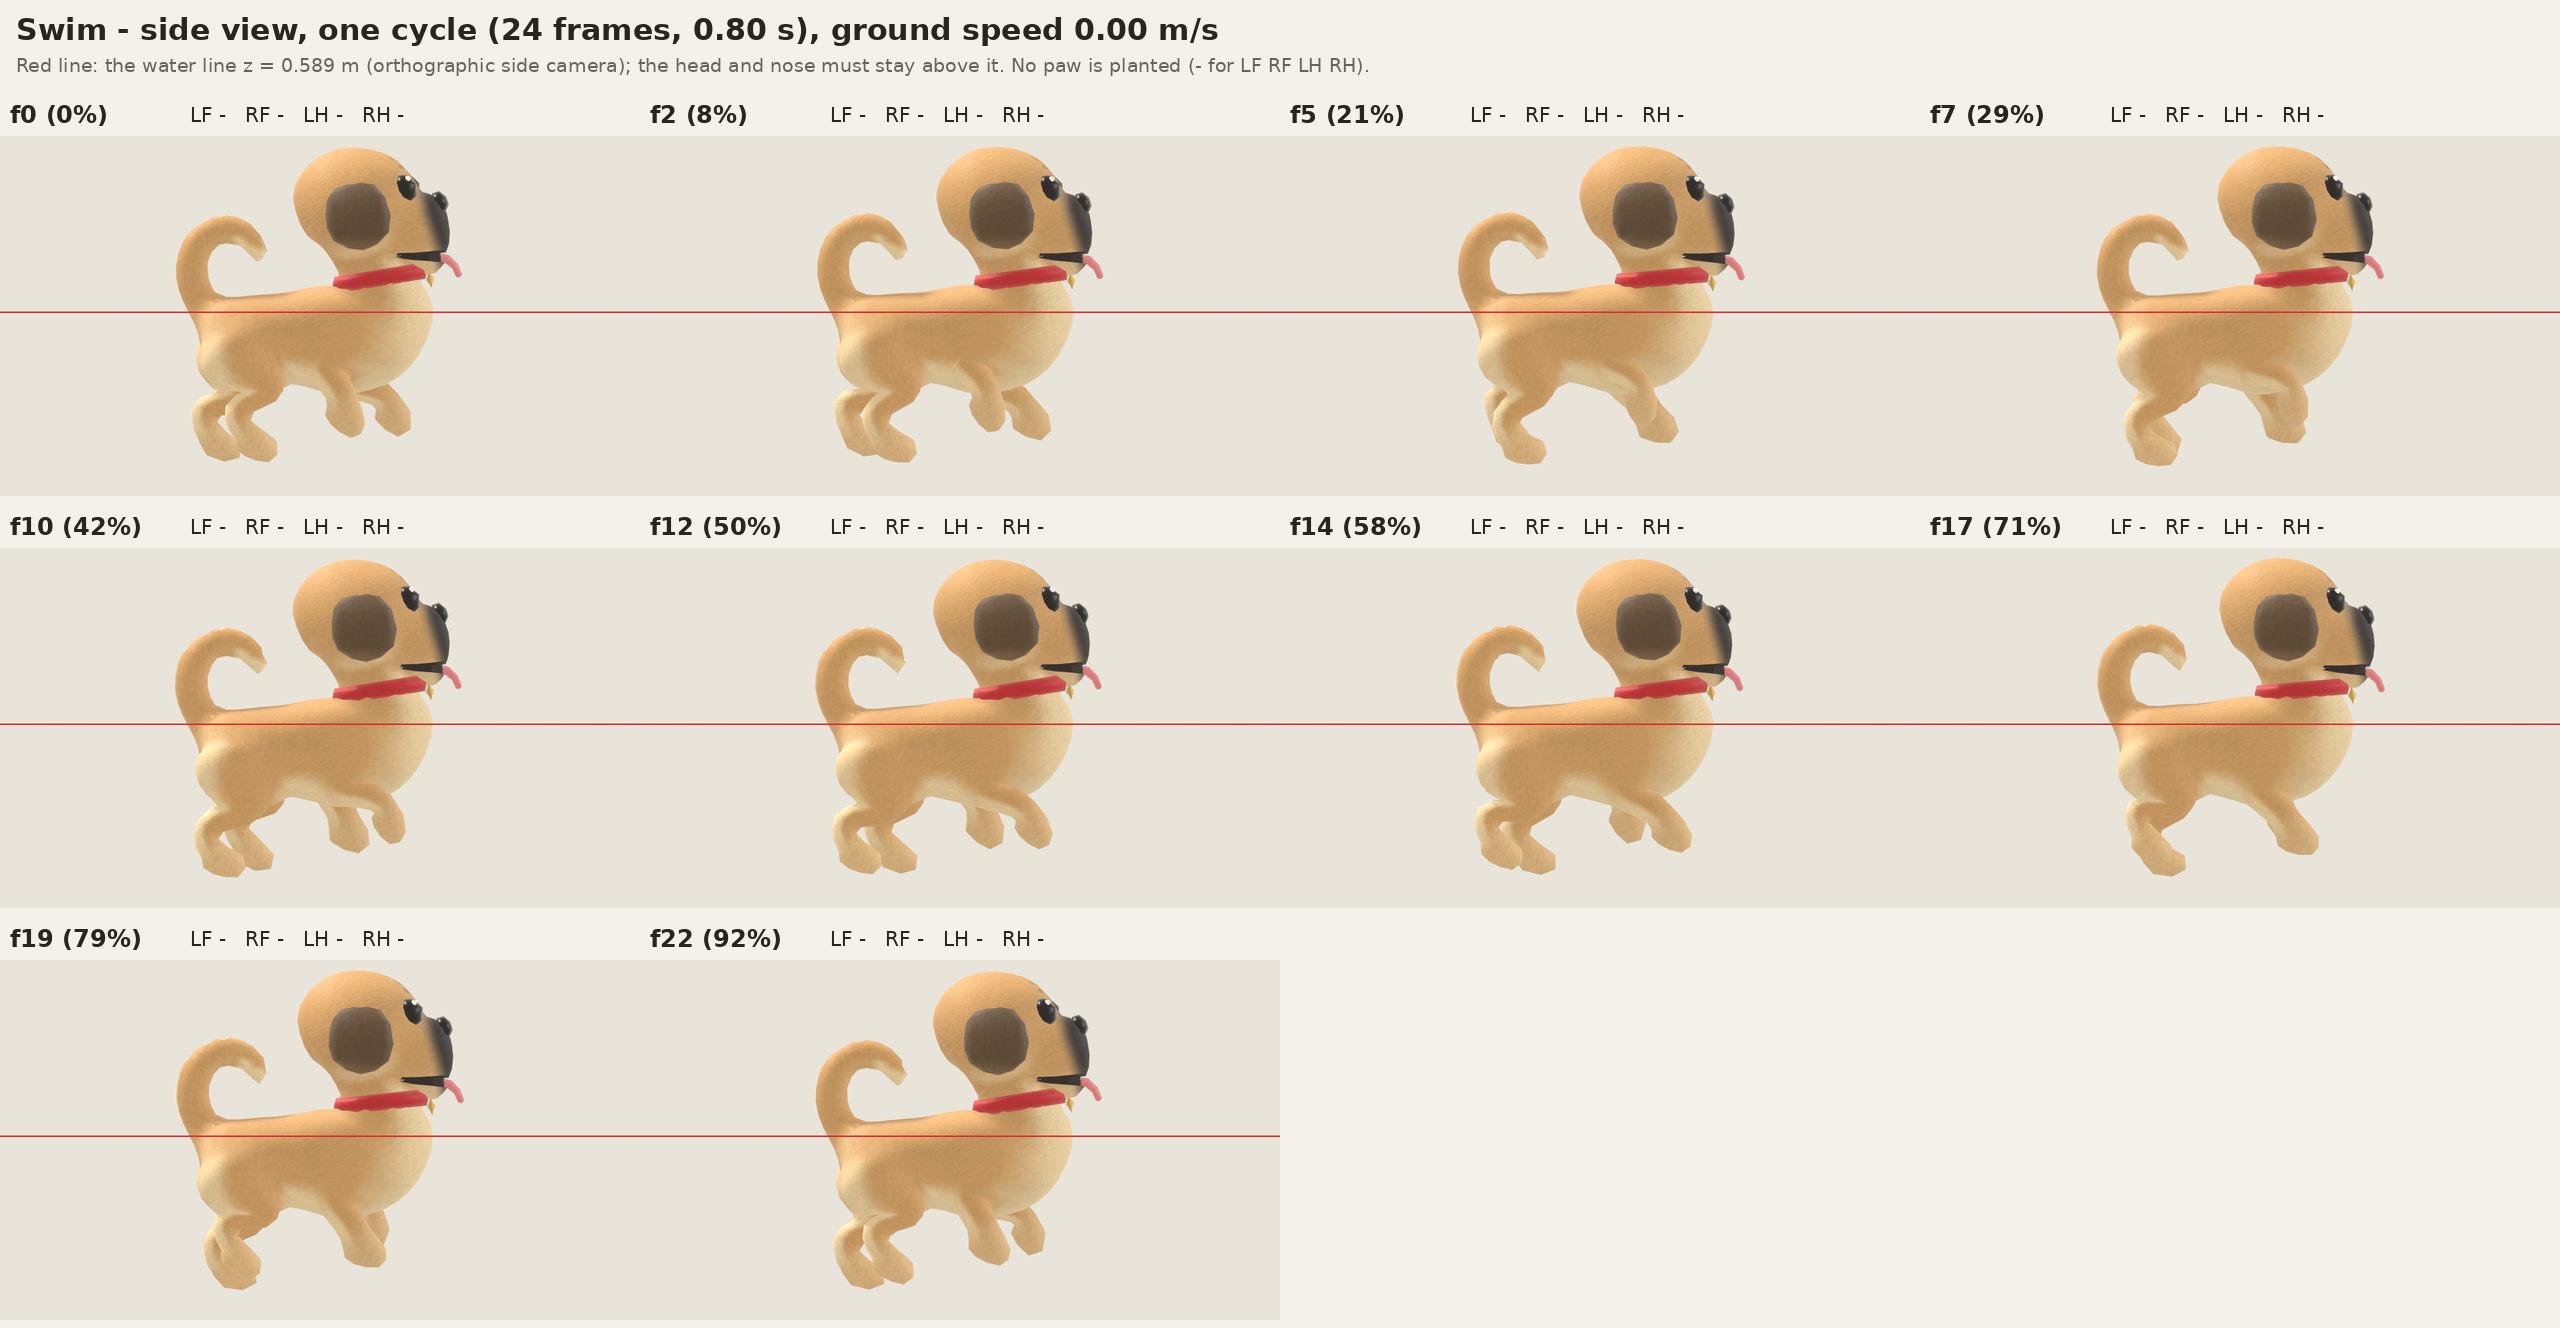 Swim - side view, one cycle (24 frames, 0.80 s), ground speed 0.00 m/s
Red line: the water line z = 0.589 m (orthographic side camera); the head and nose must stay above it. No paw is planted (- for LF RF LH RH).
f0 (0%) LF - RF - LH - RH -
f2 (8%) LF - RF - LH - RH -
f5 (21%) LF - RF - LH - RH -
f7 (29%) LF - RF - LH - RH -
f10 (42%) LF - RF - LH - RH -
f12 (50%) LF - RF - LH - RH -
f14 (58%) LF - RF - LH - RH -
f17 (71%) LF - RF - LH - RH -
f19 (79%) LF - RF - LH - RH -
f22 (92%) LF - RF - LH - RH -